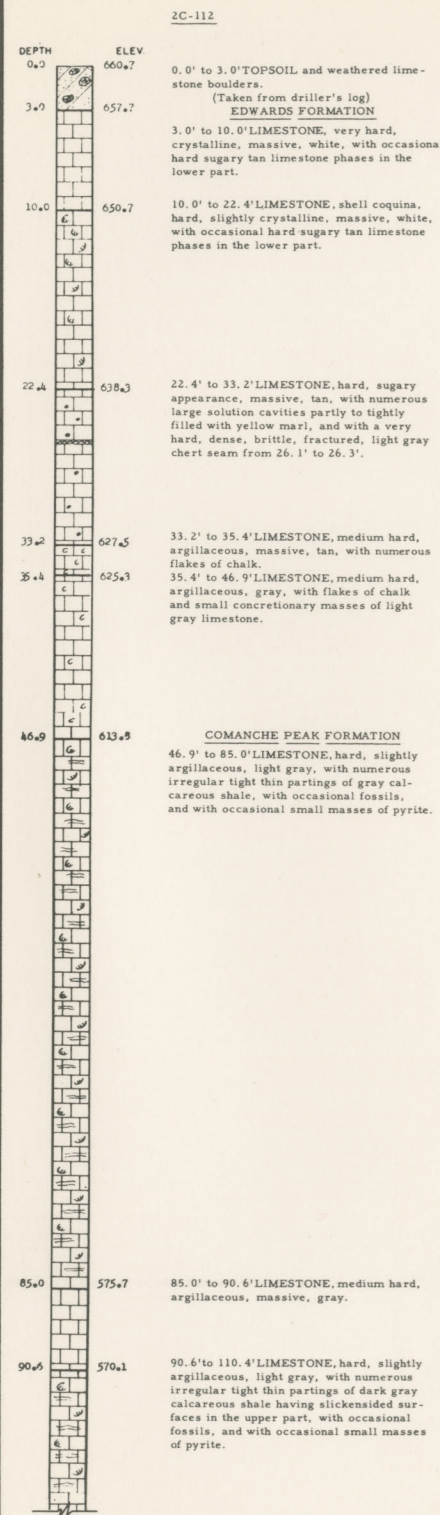 2C-112
DEPTH ELEV
0.0 660.7
0.0' to 3.0'TOPSOIL and weathered lime-
stone boulders.
(Taken from driller's log)
3.0 657.7
EDWARDS FORMATION
3.0' to 10.0'LIMESTONE, very hard,
crystalline, massive, white, with occasiona
hard sugary tan limestone phases in the
lower part.
10.0 650.7
10.0' to 22.4'LIMESTONE, shell coquina,
hard, slightly crystalline, massive, white,
with occasional hard sugary tan limestone
phases in the lower part.
22.4 638.3
22.4' to 33.2'LIMESTONE, hard, sugary
appearance, massive, tan, with numerous
large solution cavities partly to tightly
filled with yellow marl, and with a very
hard, dense, brittle, fractured, light gray
chert seam from 26.1' to 26.3'.
33.2 627.5
33.2' to 35.4'LIMESTONE, medium hard,
argillaceous, massive, tan, with numerous
flakes of chalk.
35.4 625.3
35.4' to 46.9'LIMESTONE, medium hard,
argillaceous, gray, with flakes of chalk
and small concretionary masses of light
gray limestone.
46.9 613.8
COMANCHE PEAK FORMATION
46.9' to 85.0'LIMESTONE, hard, slightly
argillaceous, light gray, with numerous
irregular tight thin partings of gray cal-
careous shale, with occasional fossils,
and with occasional small masses of pyrite.
85.0 575.7
85.0' to 90.6'LIMESTONE, medium hard,
argillaceous, massive, gray.
90.6 570.1
90.6'to 110.4'LIMESTONE, hard, slightly
argillaceous, light gray, with numerous
irregular tight thin partings of dark gray
calcareous shale having slickensided sur-
faces in the upper part, with occasional
fossils, and with occasional small masses
of pyrite.